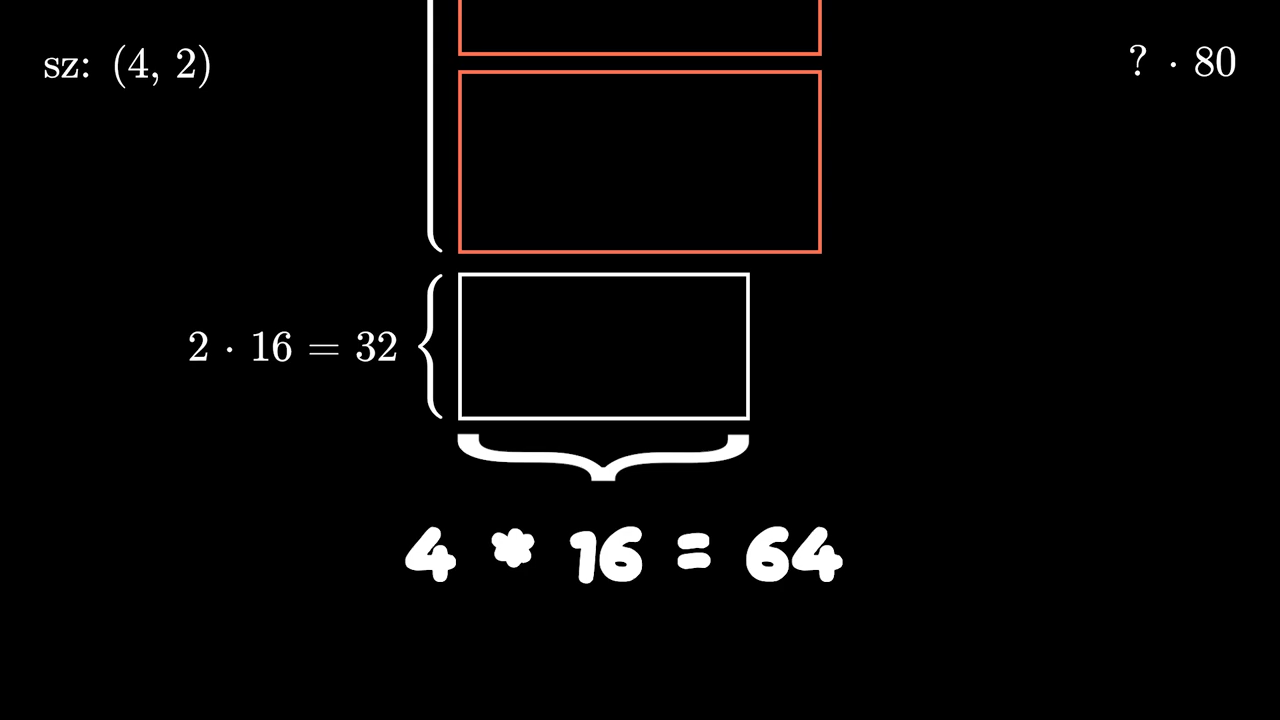 sz: (4, 2)
? · 80
2 · 16 = 32
4 * 16 = 64